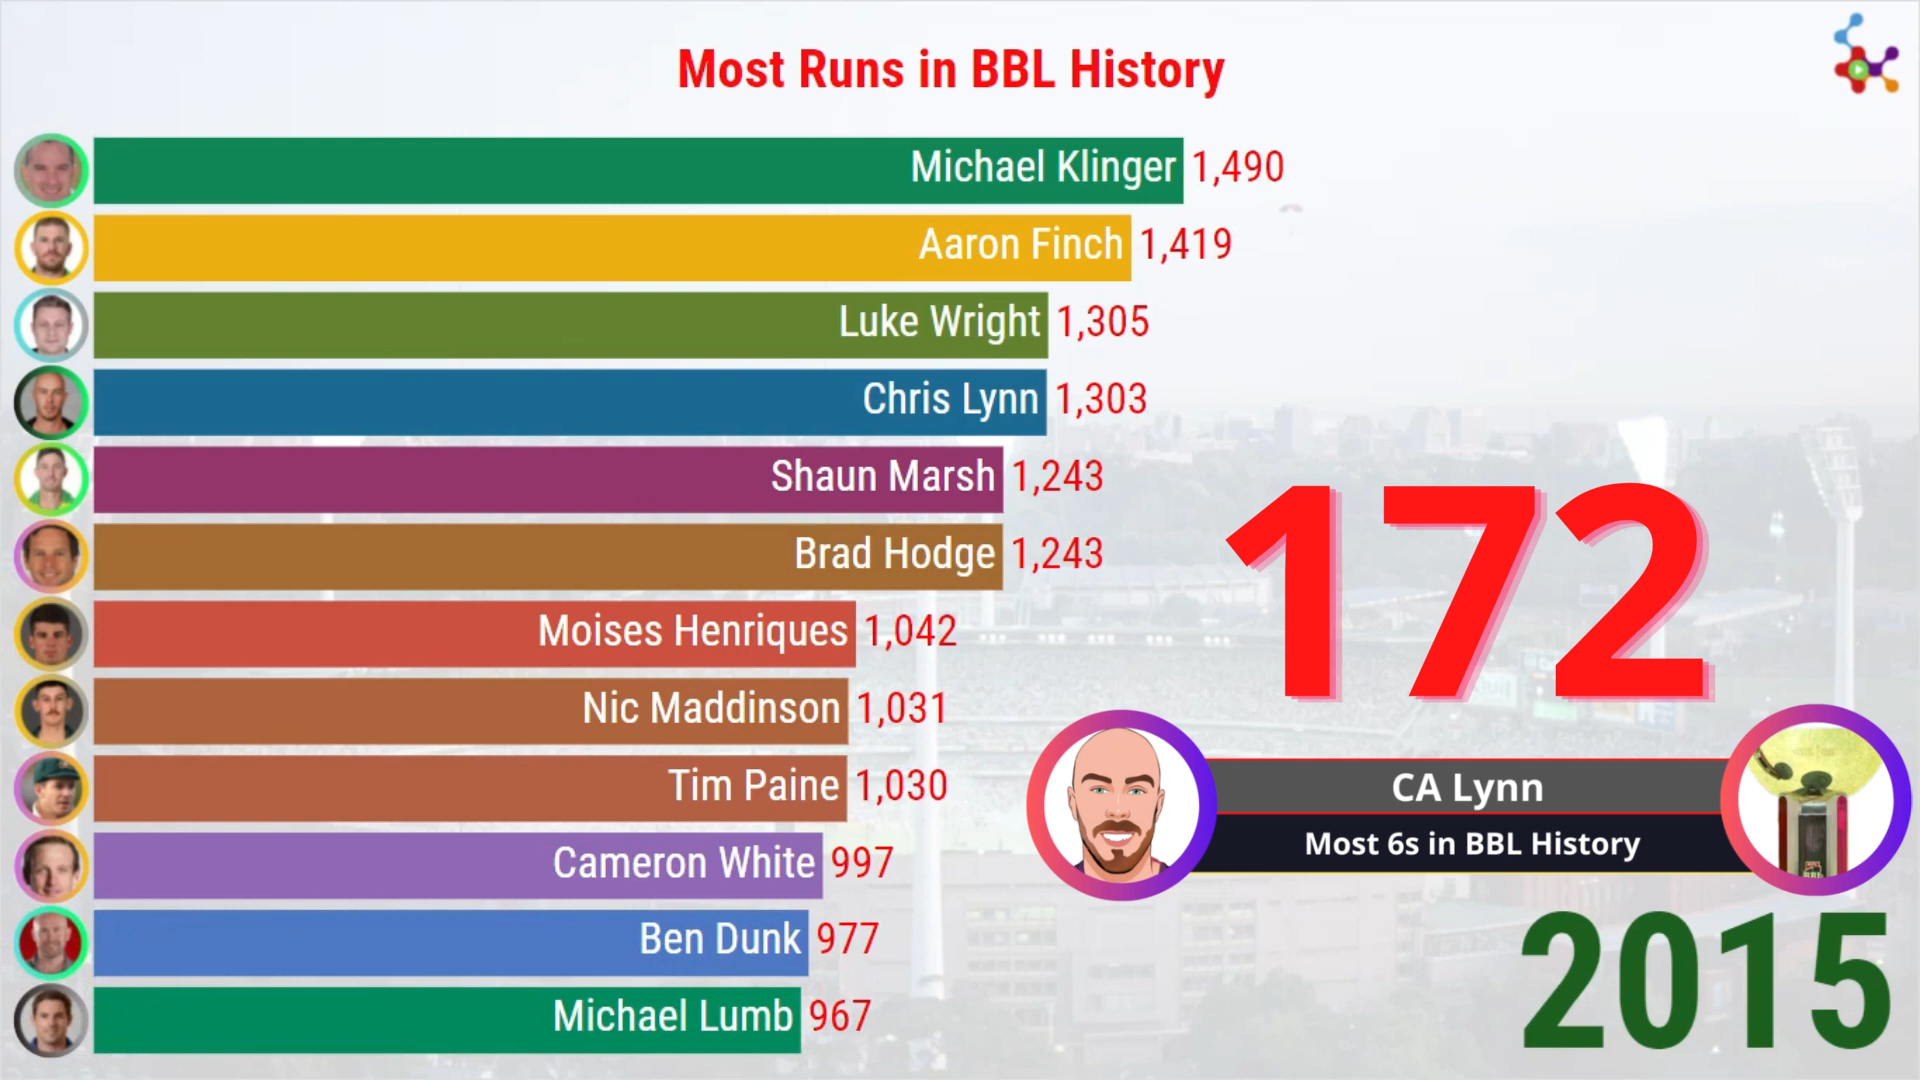 Most Runs in BBL History
Michael Klinger 1,490
Aaron Finch 1,419
Luke Wright 1,305
Chris Lynn 1,303
Shaun Marsh 1,243
Brad Hodge 1,243
Moises Henriques 1,042
Nic Maddinson 1,031
Tim Paine 1,030
Cameron White 997
Ben Dunk 977
Michael Lumb 967
172
CA Lynn
Most 6s in BBL History
BBL
2015